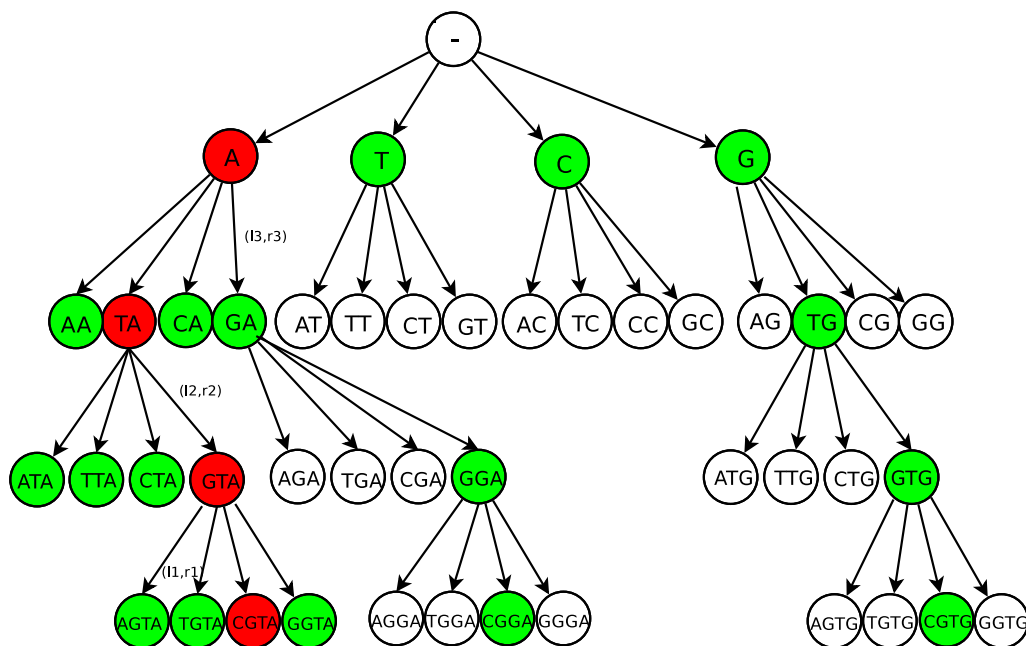 -
A T C G
(l3,r3)
AA TA CA GA AT TT CT GT AC TC CC GC AG TG CG GG
(l2,r2)
ATA TTA CTA GTA AGA TGA CGA GGA ATG TTG CTG GTG
(l1,r1)
AGTA TGTA CGTA GGTA AGGA TGGA CGGA GGGA AGTG TGTG CGTG GGTG